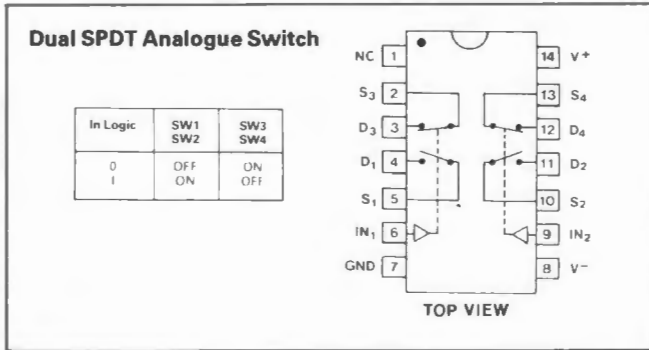 Dual SPDT Analogue Switch
In Logic SW1 SW2 SW3 SW4
0 OFF ON
1 ON OFF
NC 1 14 V+
S3 2 13 S4
D3 3 12 D4
D1 4 11 D2
S1 5 10 S2
IN1 6 9 IN2
GND 7 8 V−
TOP VIEW